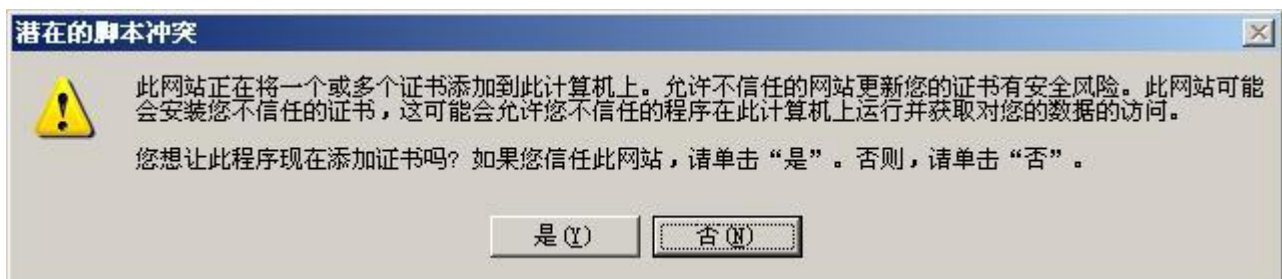 潜在的脚本冲突
此网站正在将一个或多个证书添加到此计算机上。允许不信任的网站更新您的证书有安全风险。此网站可能
会安装您不信任的证书，这可能会允许您不信任的程序在此计算机上运行并获取对您的数据的访问。
您想让此程序现在添加证书吗? 如果您信任此网站，请单击“是”。否则，请单击“否”。
是(Y) 否(N)